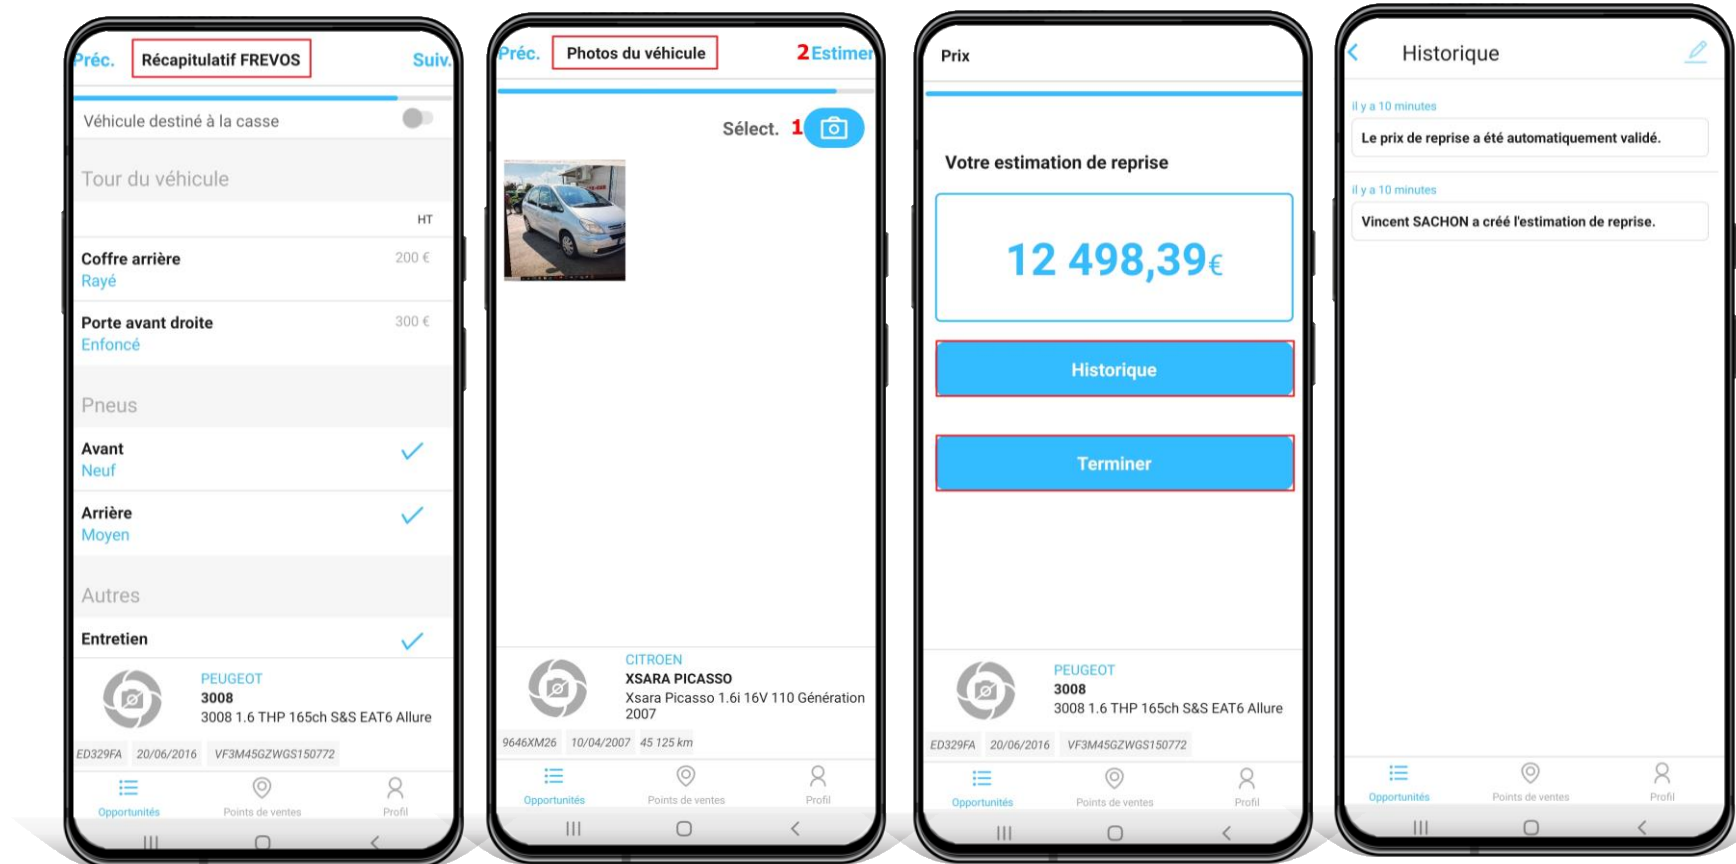 Préc.
Récapitulatif FREVOS
Suiv.
Véhicule destiné à la casse
Tour du véhicule
HT
Coffre arrière
200 €
Rayé
Porte avant droite
300 €
Enfoncé
Pneus
Avant
Neuf
Arrière
Moyen
Autres
Entretien
PEUGEOT
3008
3008 1.6 THP 165ch S&S EAT6 Allure
ED329FA 20/06/2016 VF3M45GZWGS150772
Opportunités Points de ventes Profil
Préc.
Photos du véhicule
2 Estimer
Sélect. 1
CITROEN
XSARA PICASSO
Xsara Picasso 1.6i 16V 110 Génération
2007
9646XM26 10/04/2007 45 125 km
Opportunités Points de ventes Profil
Prix
Votre estimation de reprise
12 498,39€
Historique
Terminer
PEUGEOT
3008
3008 1.6 THP 165ch S&S EAT6 Allure
ED329FA 20/06/2016 VF3M45GZWGS150772
Opportunités Points de ventes Profil
Historique
il y a 10 minutes
Le prix de reprise a été automatiquement validé.
il y a 10 minutes
Vincent SACHON a créé l'estimation de reprise.
Opportunités Points de ventes Profil